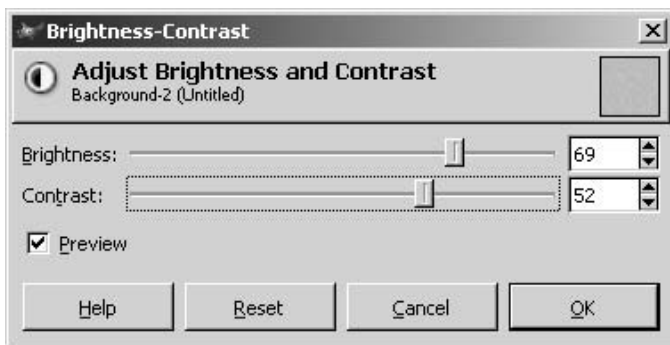 Brightness-Contrast
Adjust Brightness and Contrast
Background-2 (Untitled)
Brightness: 69
Contrast: 52
Preview
Help Reset Cancel OK